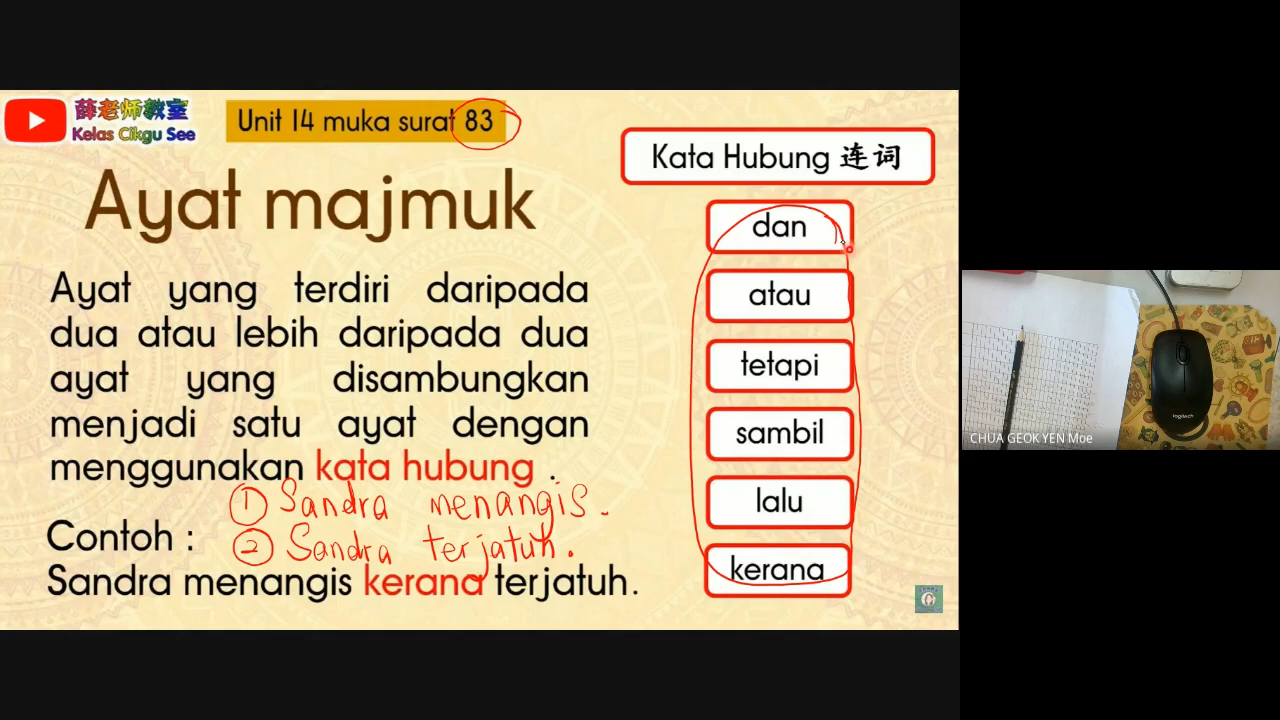 薛老师教室
Kelas Cikgu See
Unit 14 muka surat 83
Kata Hubung 连词
Ayat majmuk
Ayat yang terdiri daripada
dua atau lebih daripada dua
ayat yang disambungkan
menjadi satu ayat dengan
menggunakan kata hubung .
① Sandra menangis.
Contoh :
② Sandra terjatuh.
Sandra menangis kerana terjatuh.
dan
atau
tetapi
sambil
lalu
kerana
logitech
CHUA GEOK YEN Moe